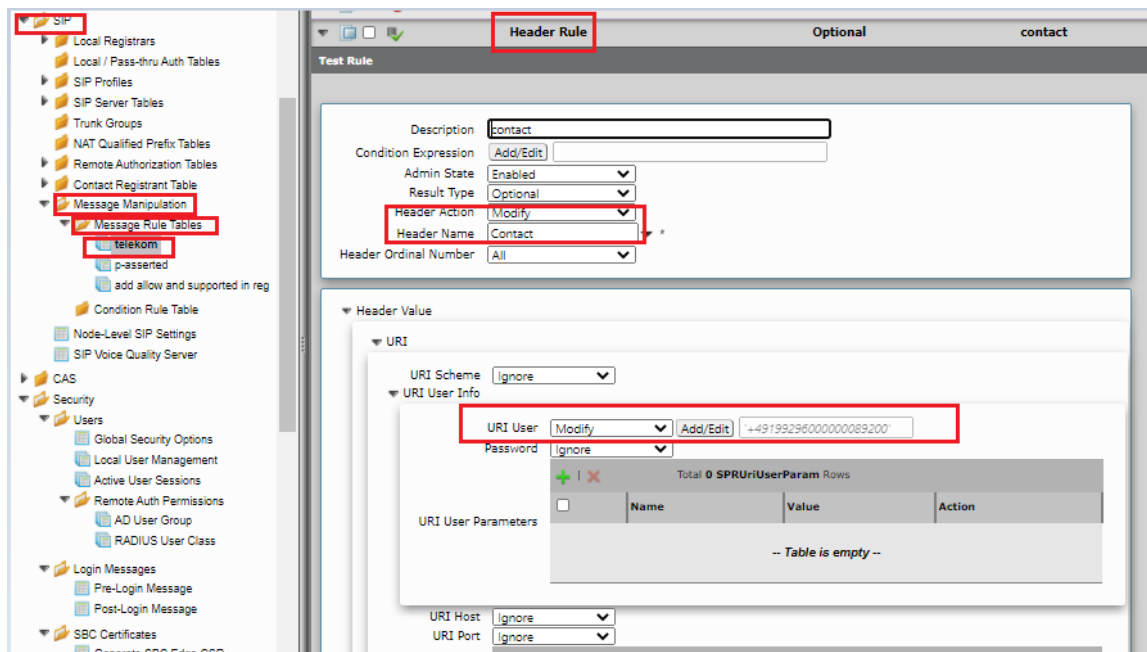 SIP
Local Registrars
Local / Pass-thru Auth Tables
SIP Profiles
SIP Server Tables
Trunk Groups
NAT Qualified Prefix Tables
Remote Authorization Tables
Contact Registrant Table
Message Manipulation
Message Rule Tables
telekom
p-asserted
add allow and supported in reg
Condition Rule Table
Node-Level SIP Settings
SIP Voice Quality Server
CAS
Security
Users
Global Security Options
Local User Management
Active User Sessions
Remote Auth Permissions
AD User Group
RADIUS User Class
Login Messages
Pre-Login Message
Post-Login Message
SBC Certificates
Generate SBC Edge CSR
Header Rule Optional contact
Test Rule
Description contact
Condition Expression Add/Edit
Admin State Enabled
Result Type Optional
Header Action Modify
Header Name Contact *
Header Ordinal Number All
Header Value
URI
URI Scheme Ignore
URI User Info
URI User Modify Add/Edit '+49199296000000089200'
Password Ignore
Total 0 SPRUriUserParam Rows
Name Value Action
URI User Parameters
-- Table is empty --
URI Host Ignore
URI Port Ignore